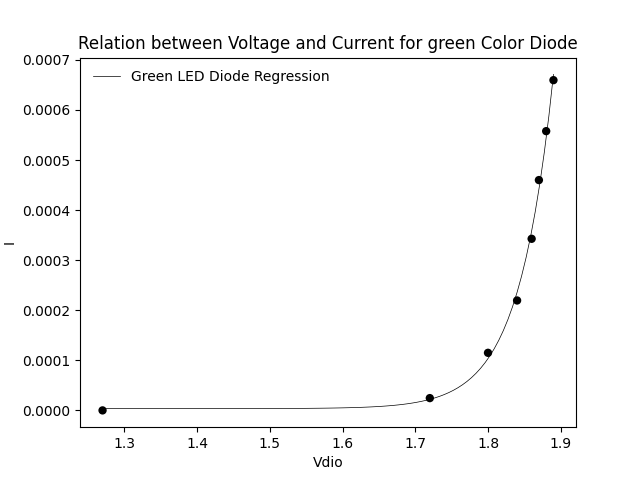 Relation between Voltage and Current for green Color Diode
Green LED Diode Regression
0.0007
0.0006
0.0005
0.0004
0.0003
0.0002
0.0001
0.0000
I
1.3 1.4 1.5 1.6 1.7 1.8 1.9
Vdio